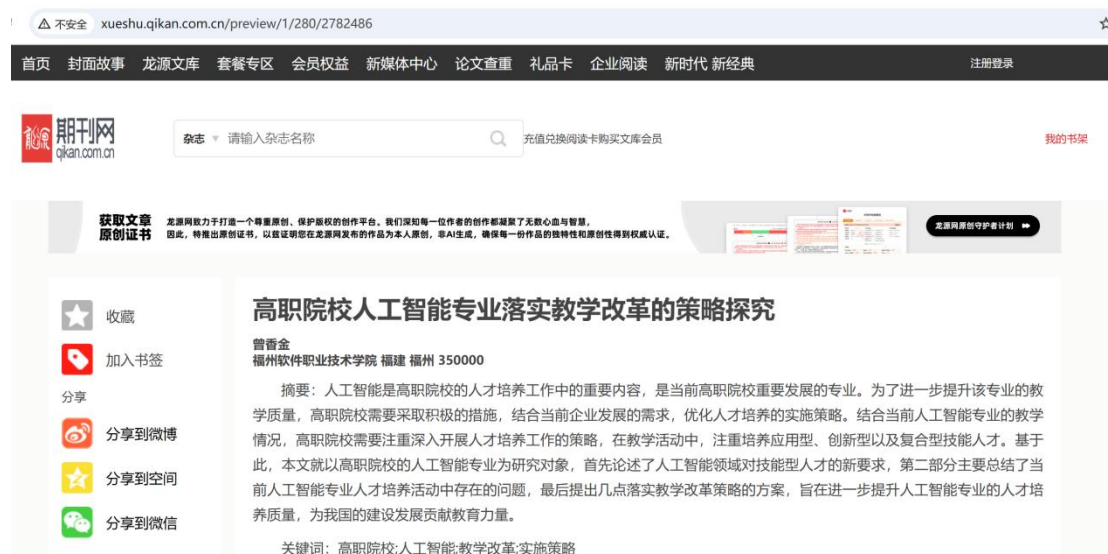 不安全 xueshu.qikan.com.cn/preview/1/280/2782486
首页 封面故事 龙源文库 套餐专区 会员权益 新媒体中心 论文查重 礼品卡 企业阅读 新时代 新经典 注册登录
龍源 期刊网 qikan.com.cn
杂志 请输入杂志名称 充值兑换阅读卡购买文库会员 我的书架
获取文章 龙源网致力于打造一个尊重原创、保护版权的创作平台。我们深知每一位作者的创作都凝聚了无数心血与智慧，
原创证书 因此，特推出原创证书，以兹证明您在龙源网发布的作品为本人原创，非AI生成，确保每一份作品的独特性和原创性得到权威认证。
龙源网原创守护者计划
收藏
加入书签
分享
分享到微博
分享到空间
分享到微信
高职院校人工智能专业落实教学改革的策略探究
曾香金
福州软件职业技术学院 福建 福州 350000
摘要：人工智能是高职院校的人才培养工作中的重要内容，是当前高职院校重要发展的专业。为了进一步提升该专业的教
学质量，高职院校需要采取积极的措施，结合当前企业发展的需求，优化人才培养的实施策略。结合当前人工智能专业的教学
情况，高职院校需要注重深入开展人才培养工作的策略，在教学活动中，注重培养应用型、创新型以及复合型技能人才。基于
此，本文就以高职院校的人工智能专业为研究对象，首先论述了人工智能领域对技能型人才的新要求，第二部分主要总结了当
前人工智能专业人才培养活动中存在的问题，最后提出几点落实教学改革策略的方案，旨在进一步提升人工智能专业的人才培
养质量，为我国的建设发展贡献教育力量。
关键词：高职院校;人工智能;教学改革;实施策略